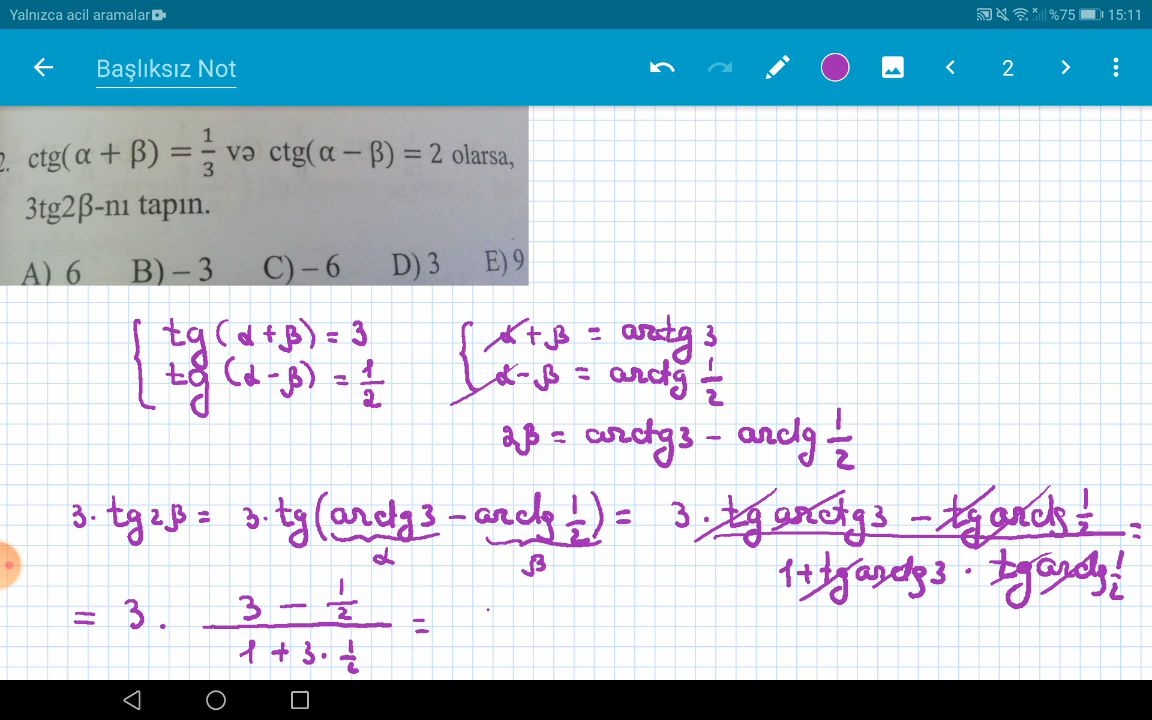 Yalnızca acil aramalar %75 15:11
Başlıksız Not 2
2. ctg(α + β) = 1/3 və ctg(α − β) = 2 olarsa,
3tg2β-nı tapın.
A) 6 B) – 3 C) – 6 D) 3 E) 9
{ tg (α+β) = 3
tg (α-β) = 1/2
{ α+β = arctg 3
α-β = arctg 1/2
2β = arctg3 - arctg 1/2
3·tg2β = 3·tg(arctg3 - arctg 1/2) = 3 · (tg arctg3 - tg arctg 1/2)/(1+tg arctg3 · tg arctg 1/2) =
α β
= 3 · (3 - 1/2)/(1 + 3·1/2) =